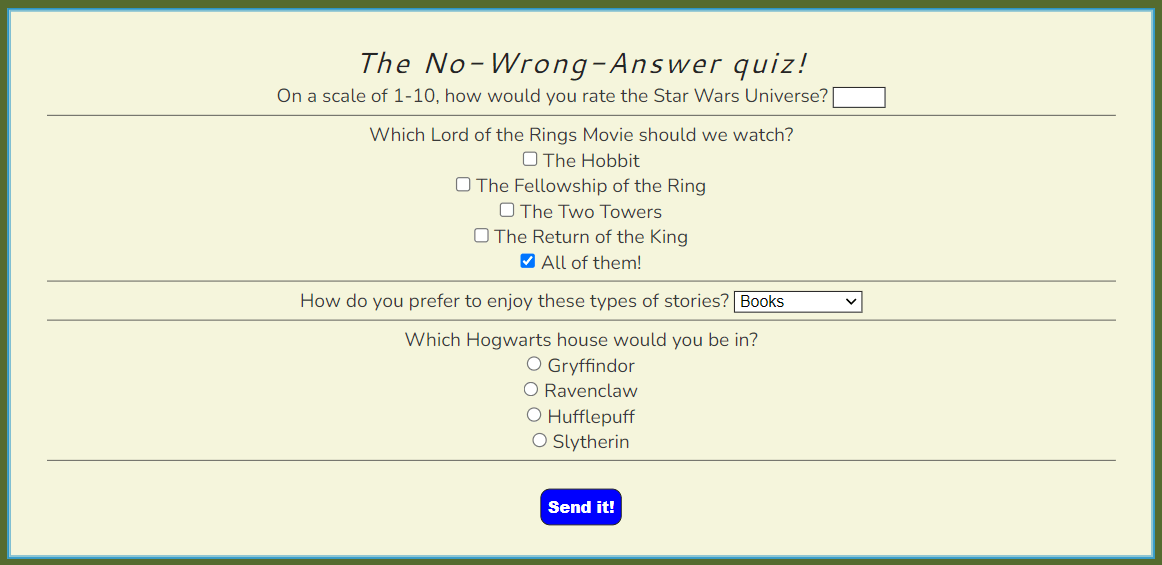 The No-Wrong-Answer quiz!
On a scale of 1-10, how would you rate the Star Wars Universe?
Which Lord of the Rings Movie should we watch?
The Hobbit
The Fellowship of the Ring
The Two Towers
The Return of the King
All of them!
How do you prefer to enjoy these types of stories? Books
Which Hogwarts house would you be in?
Gryffindor
Ravenclaw
Hufflepuff
Slytherin
Send it!